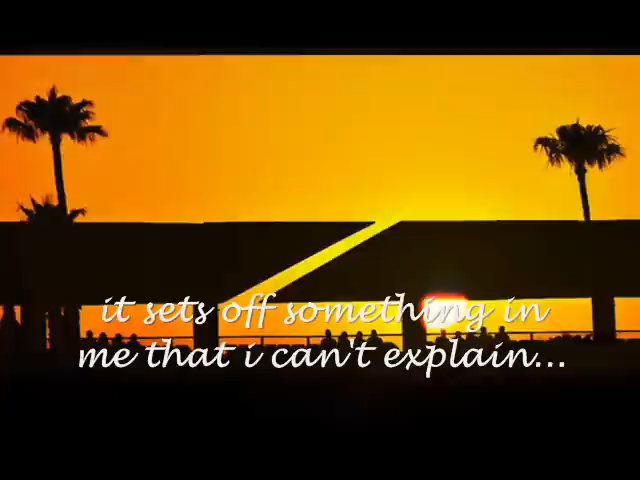 it sets off something in
me that i can't explain...